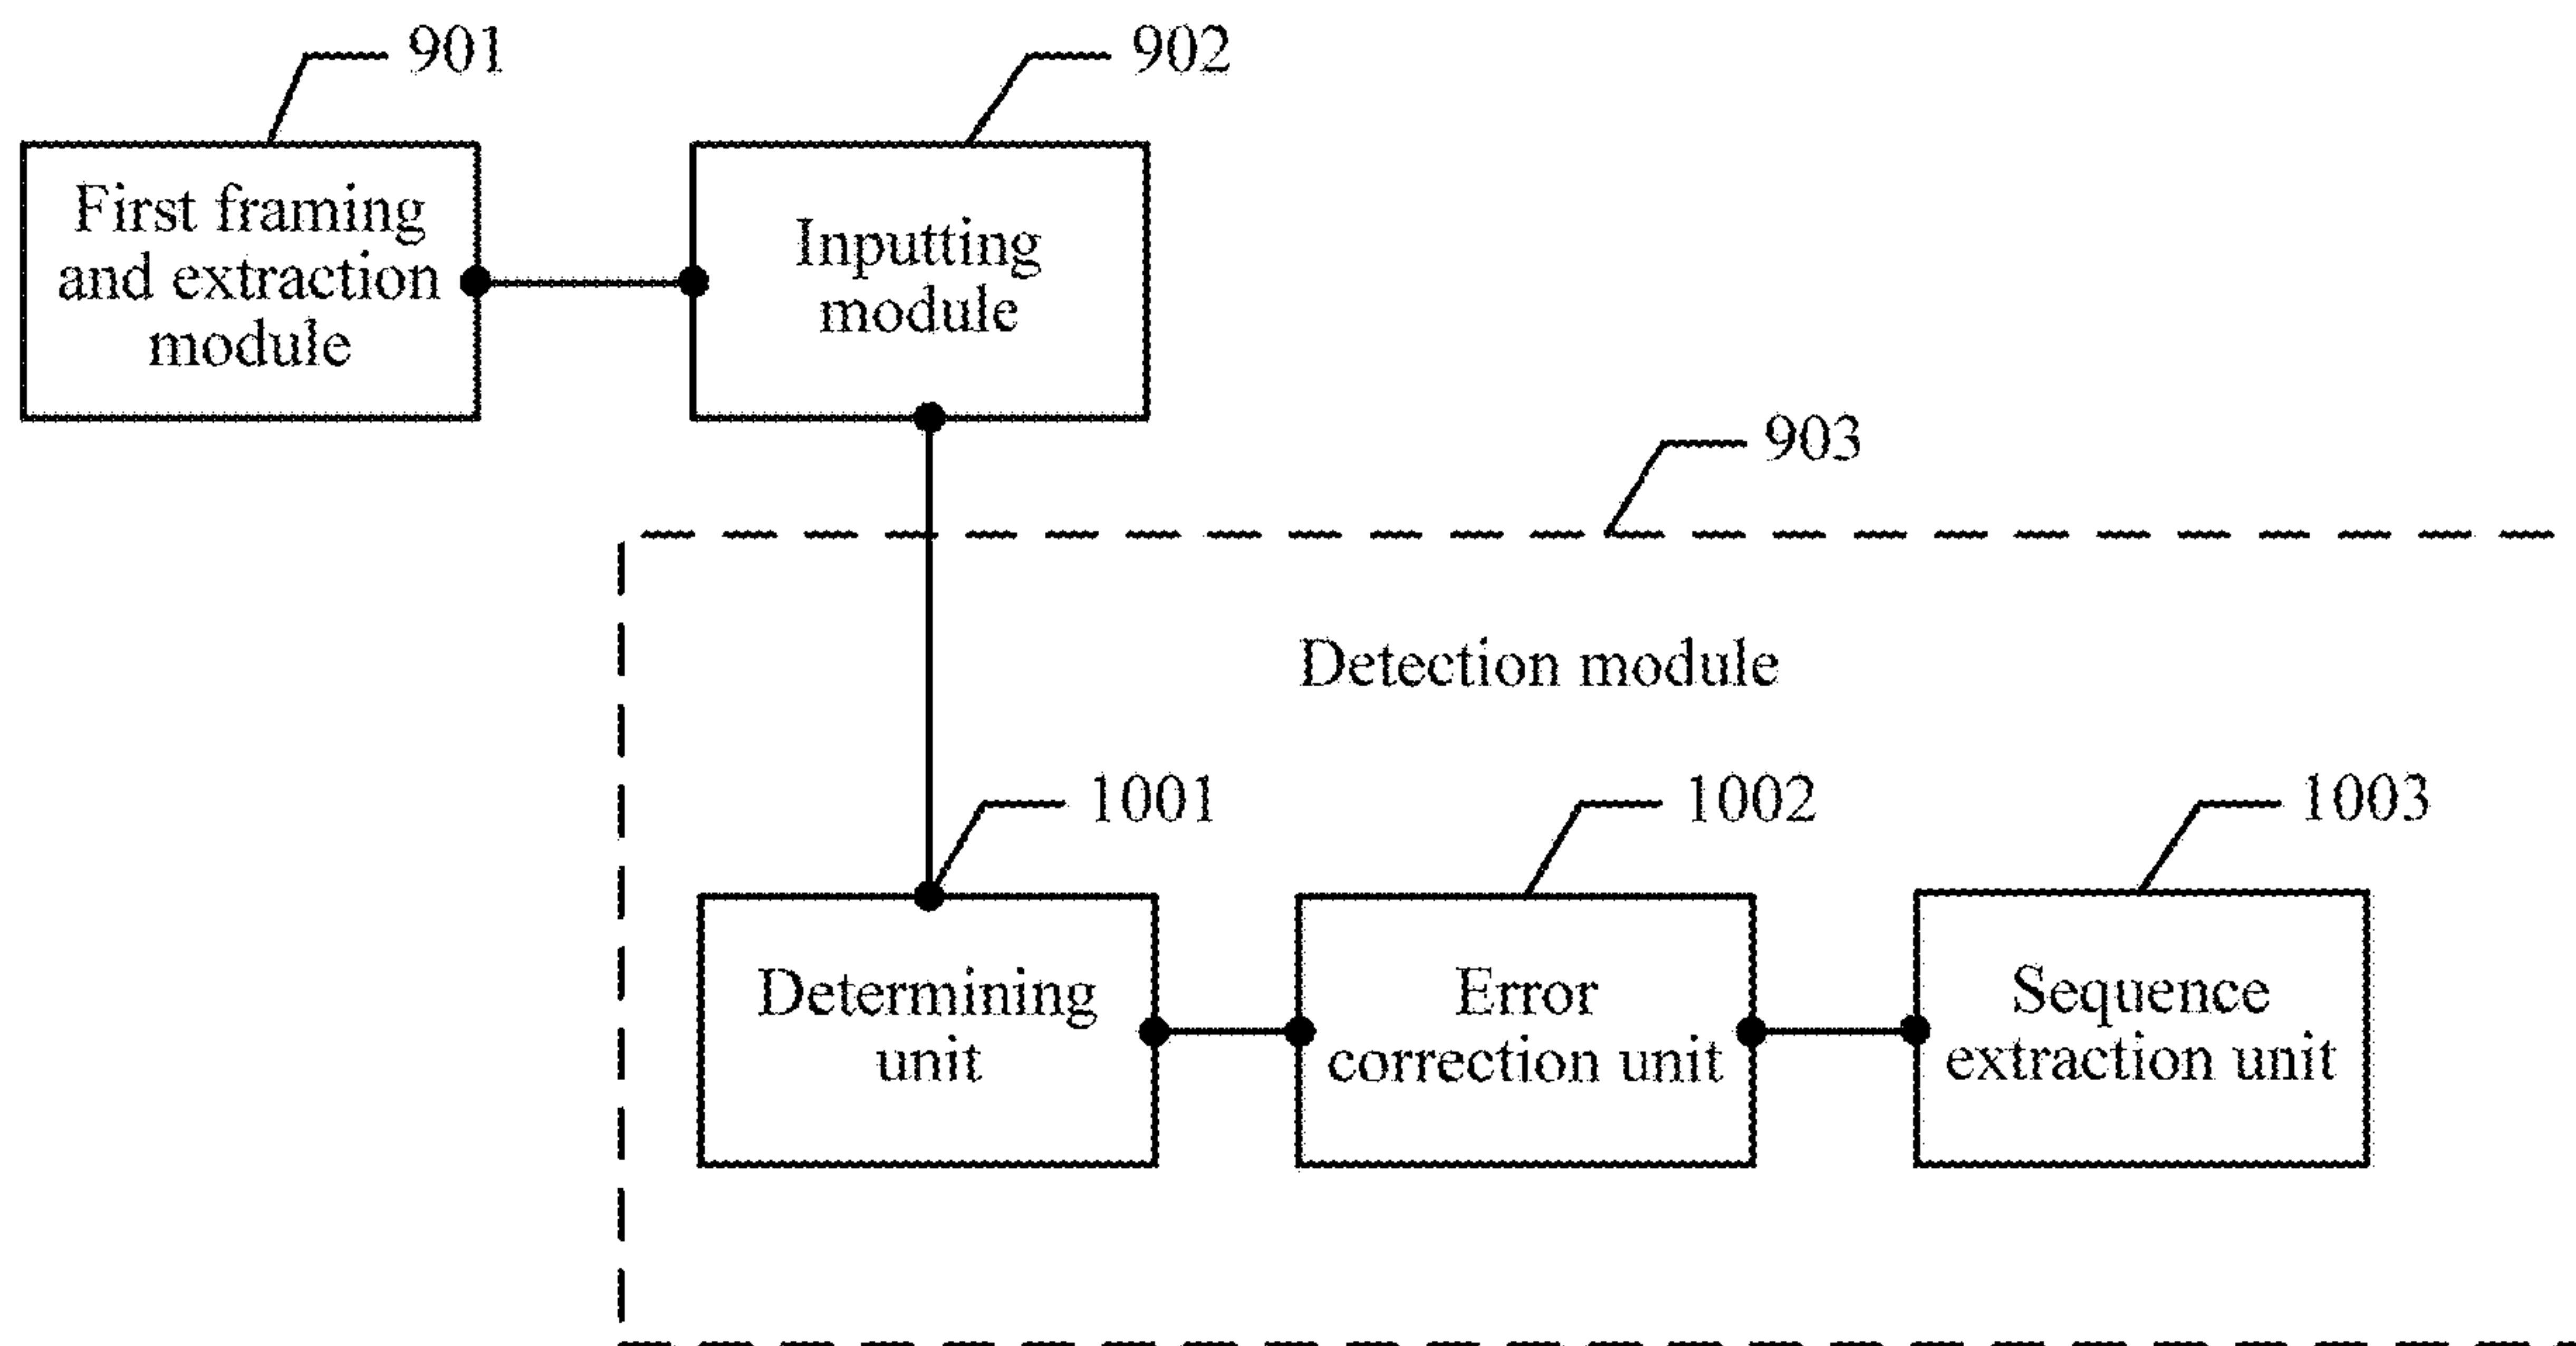 901
902
First framing
and extraction
module
Inputting
module
903
Detection module
1001
1002
1003
Determining
unit
Error
correction unit
Sequence
extraction unit